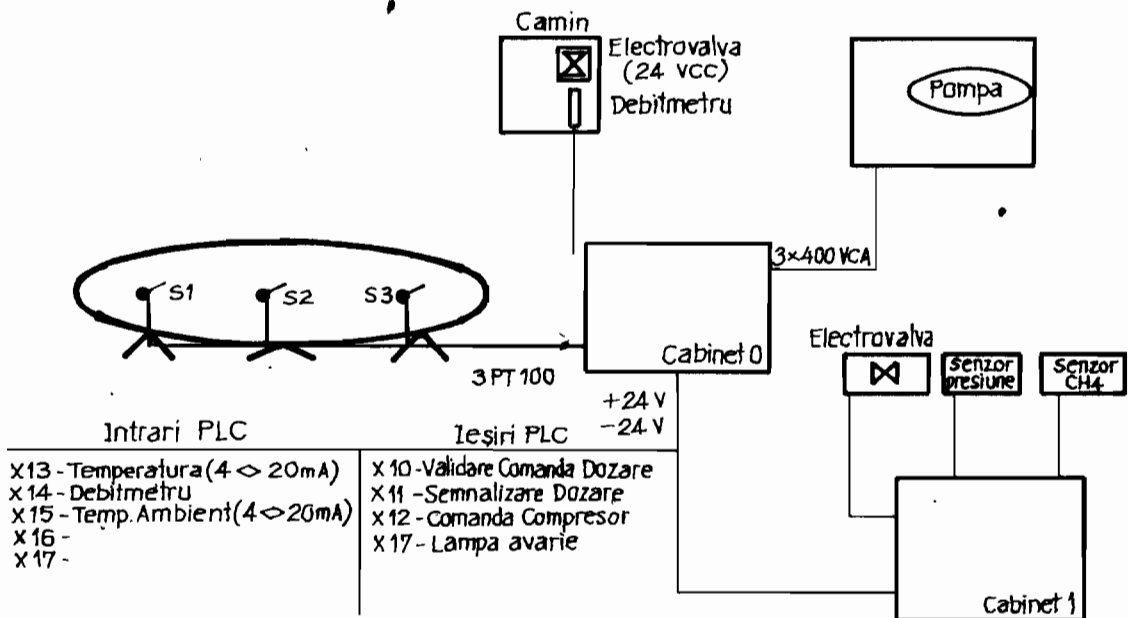 Camin
Electrovalva
(24 VCC)
Debitmetru
Pompa
S1
S2
S3
3×400 VCA
Cabinet 0
3 PT 100
+24 V
-24 V
Electrovalva
Senzor
presiune
Senzor
CH4
Cabinet 1
Intrari PLC
X13 - Temperatura (4 <> 20mA)
X14 - Debitmetru
X15 - Temp. Ambient (4 <> 20mA)
X16 -
X17 -
Ieșiri PLC
X10 - Validare Comanda Dozare
X11 - Semnalizare Dozare
X12 - Comanda Compresor
X17 - Lampa avarie